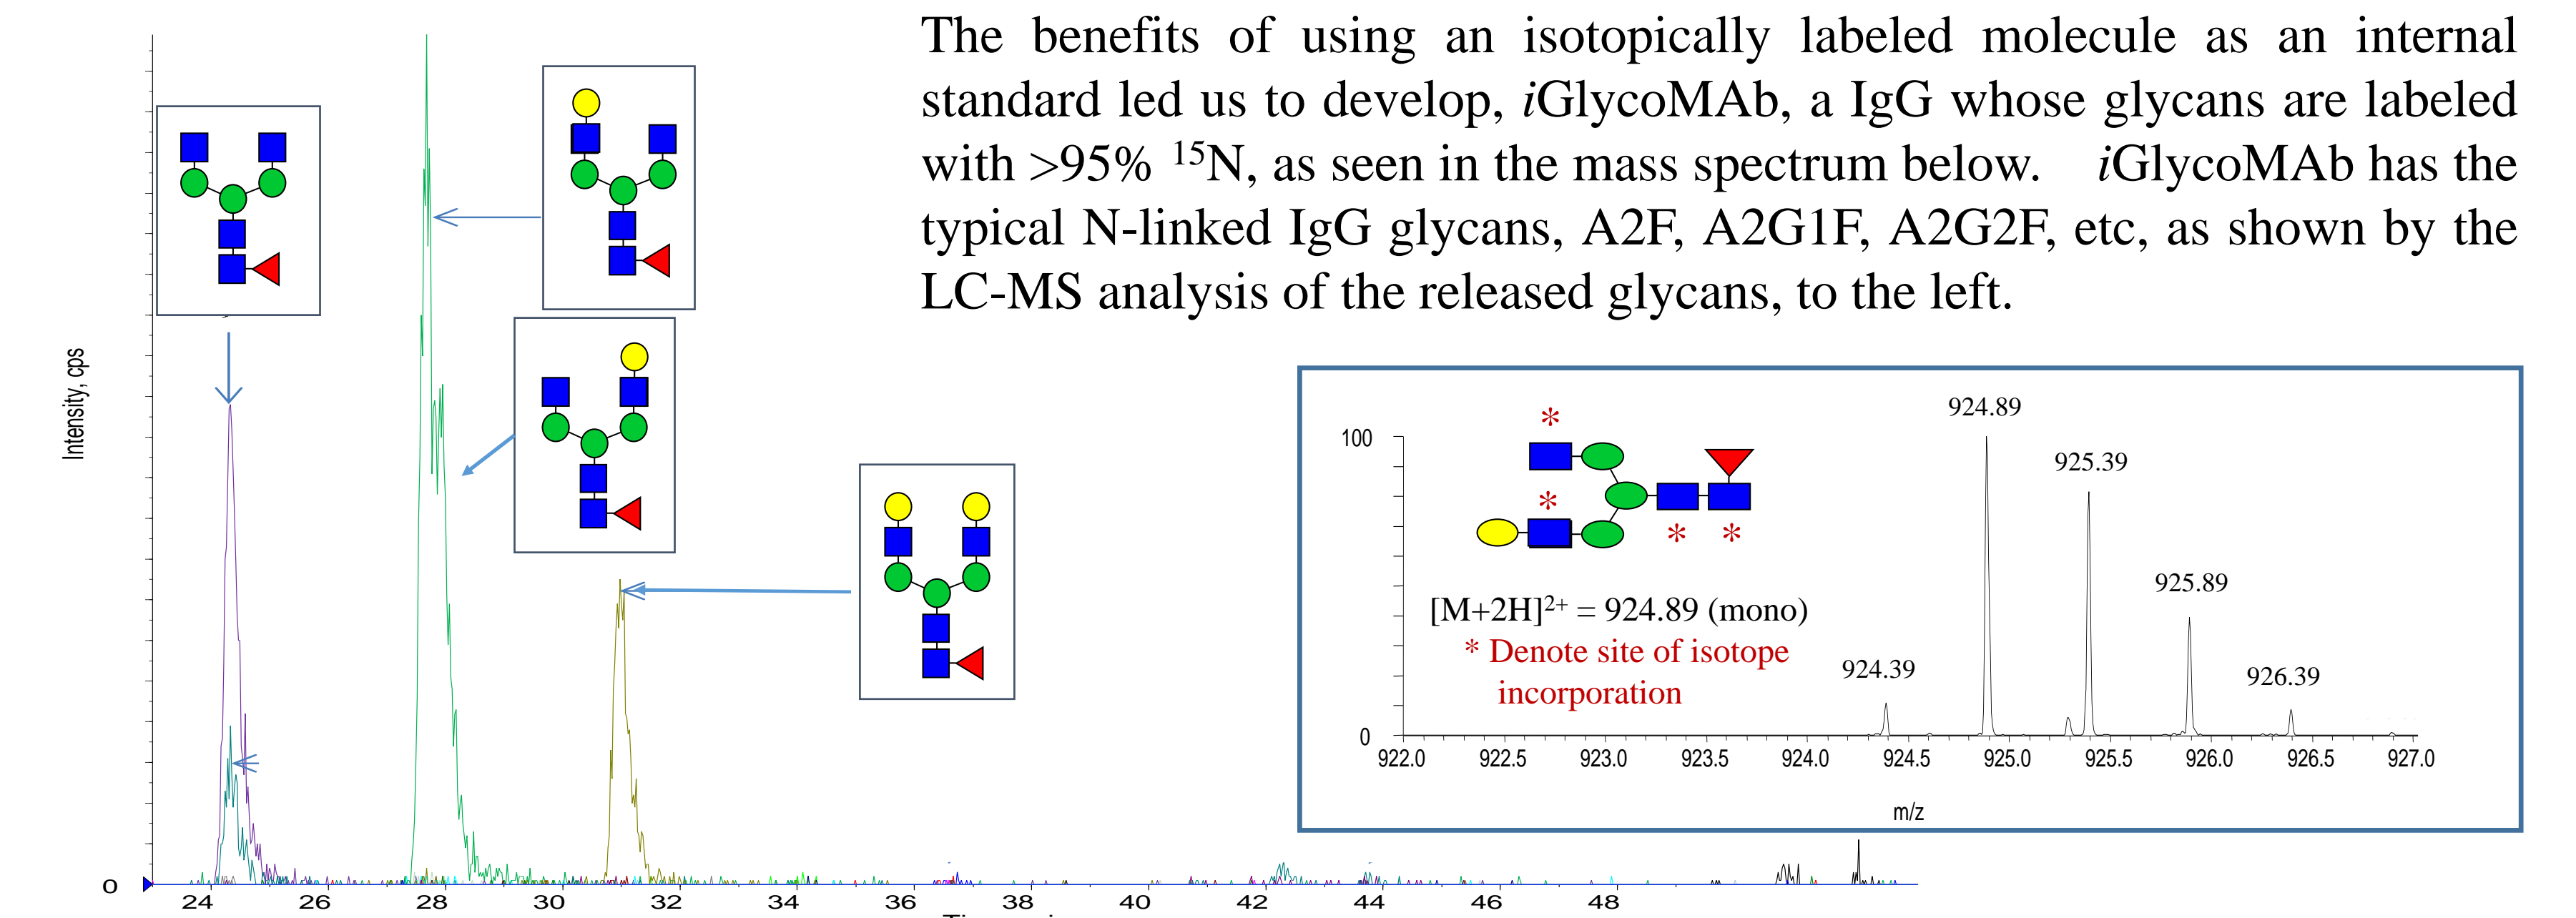 The benefits of using an isotopically labeled molecule as an internal
standard led us to develop, iGlycoMAb, a IgG whose glycans are labeled
with >95% ¹⁵N, as seen in the mass spectrum below. iGlycoMAb has the
typical N-linked IgG glycans, A2F, A2G1F, A2G2F, etc, as shown by the
LC-MS analysis of the released glycans, to the left.
Intensity, cps
0
24 26 28 30 32 34 36 38 40 42 44 46 48
924.89
100
925.39
*
*
* *
925.89
[M+2H]²⁺ = 924.89 (mono)
* Denote site of isotope
incorporation
924.39
926.39
0
922.0 922.5 923.0 923.5 924.0 924.5 925.0 925.5 926.0 926.5 927.0
m/z